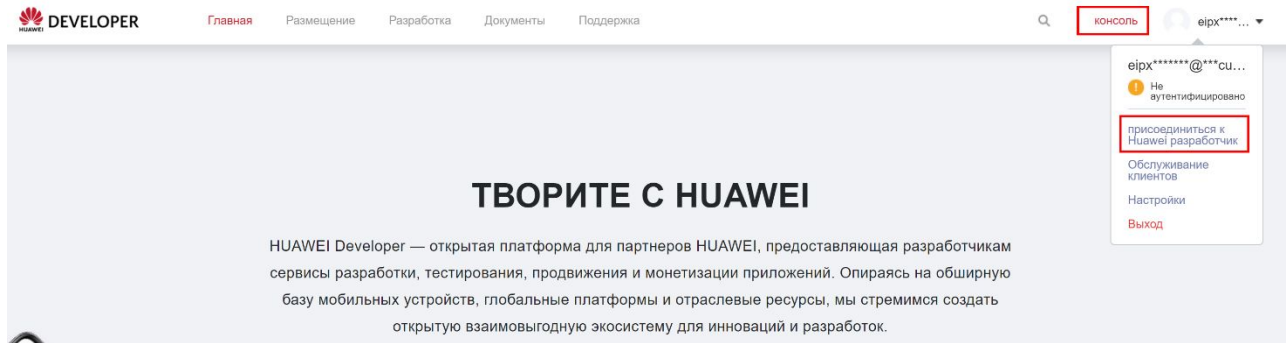 HUAWEI DEVELOPER Главная Размещение Разработка Документы Поддержка консоль eipx****...
eipx*******@***cu...
! Не
аутентифицировано
присоединиться к
Huawei разработчик
Обслуживание
клиентов
Настройки
Выход
ТВОРИТЕ С HUAWEI
HUAWEI Developer — открытая платформа для партнеров HUAWEI, предоставляющая разработчикам
сервисы разработки, тестирования, продвижения и монетизации приложений. Опираясь на обширную
базу мобильных устройств, глобальные платформы и отраслевые ресурсы, мы стремимся создать
открытую взаимовыгодную экосистему для инноваций и разработок.